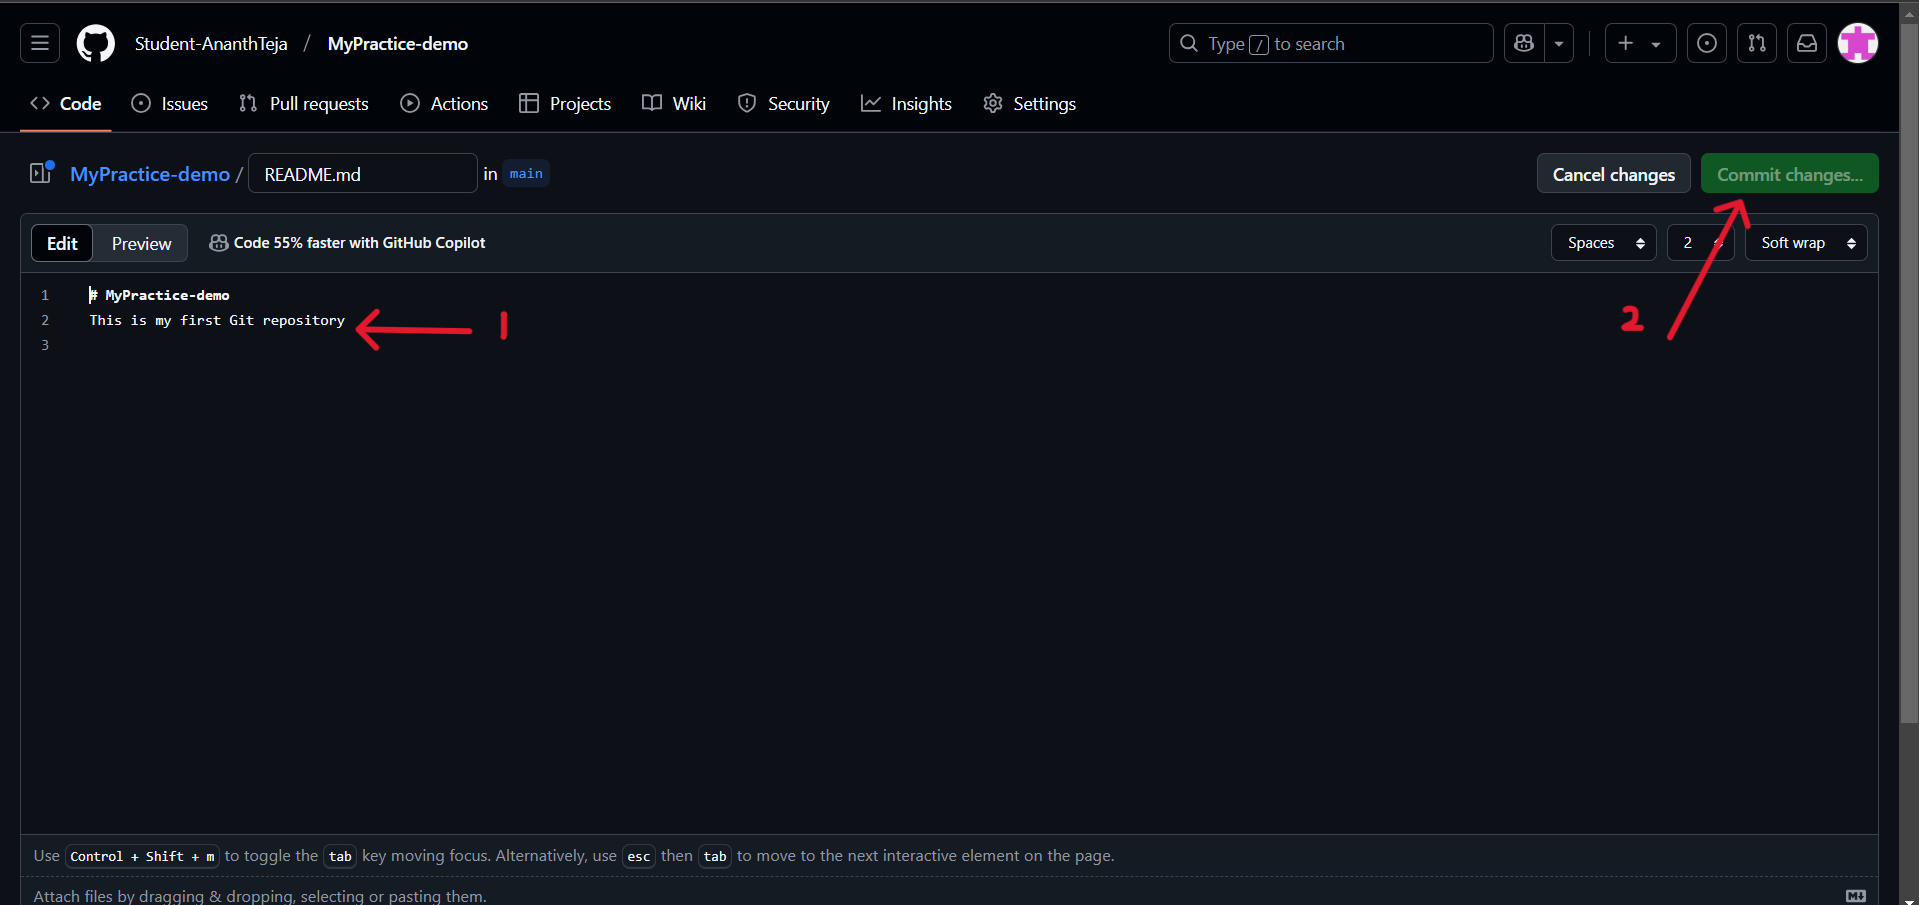 Student-AnanthTeja / MyPractice-demo
Type / to search
Code Issues Pull requests Actions Projects Wiki Security Insights Settings
MyPractice-demo / README.md in main
Cancel changes Commit changes...
Edit Preview Code 55% faster with GitHub Copilot
Spaces 2 Soft wrap
1 # MyPractice-demo
2 This is my first Git repository
3
1
2
Use Control + Shift + m to toggle the tab key moving focus. Alternatively, use esc then tab to move to the next interactive element on the page.
Attach files by dragging & dropping, selecting or pasting them.